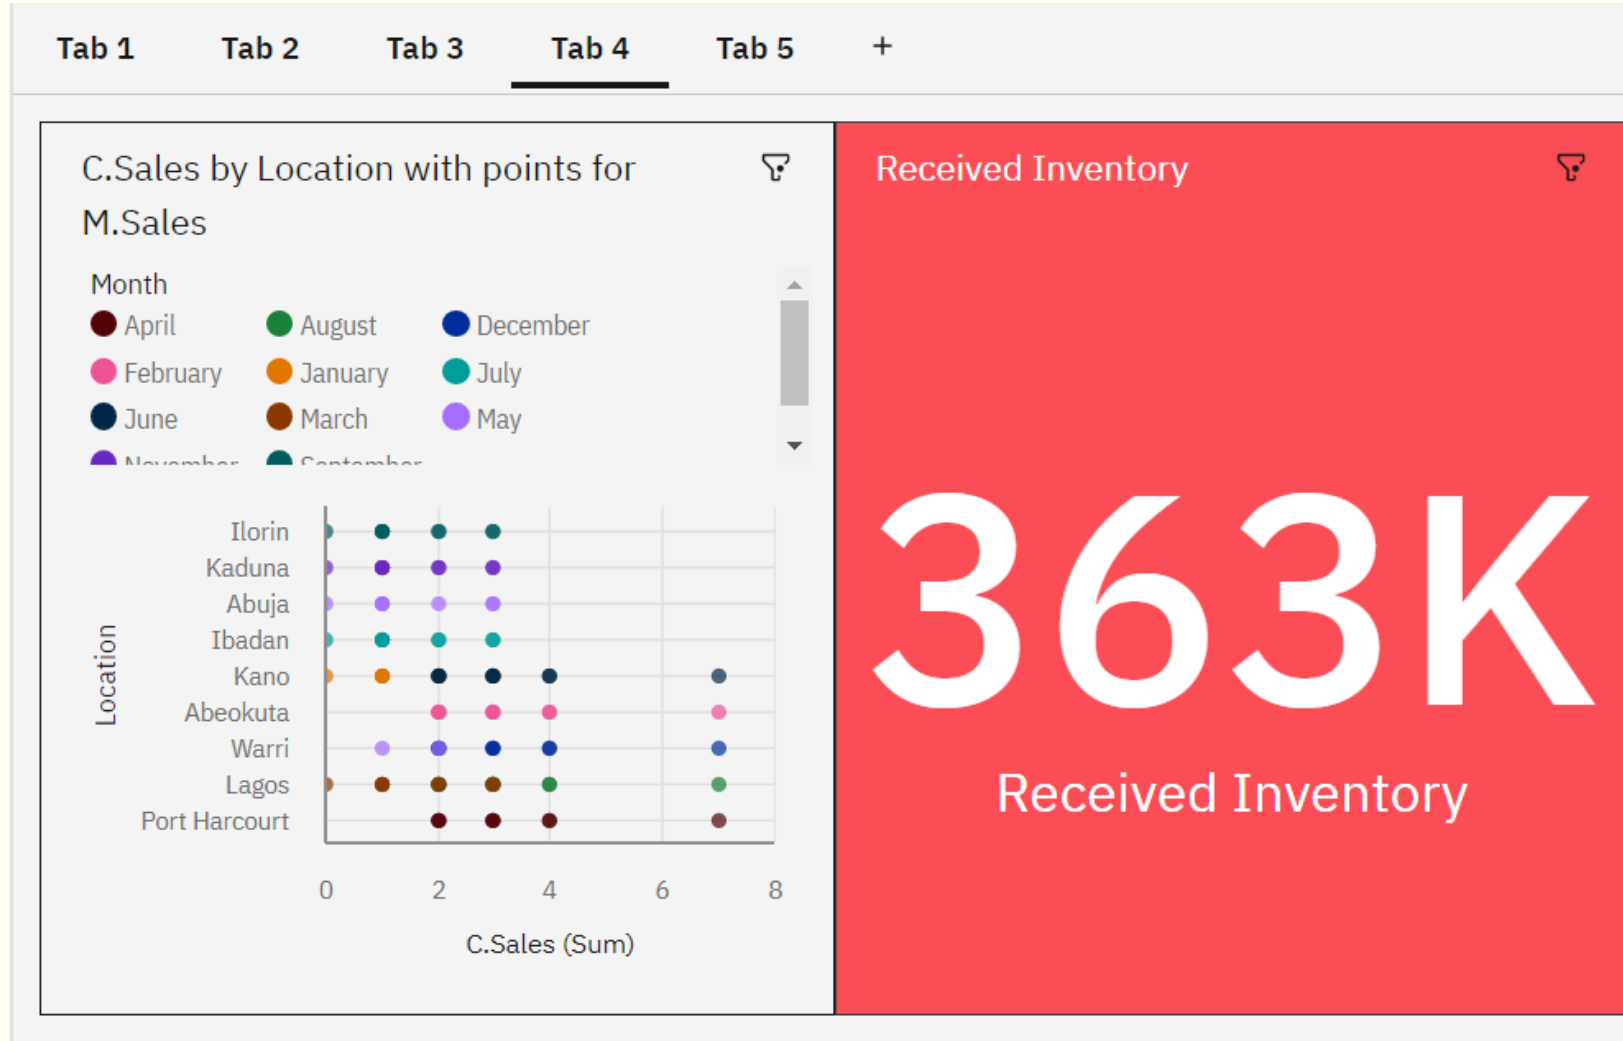 Tab 1 Tab 2 Tab 3 Tab 4 Tab 5 +
C.Sales by Location with points for
M.Sales
Month
April August December
February January July
June March May
November September
Location
Ilorin
Kaduna
Abuja
Ibadan
Kano
Abeokuta
Warri
Lagos
Port Harcourt
0 2 4 6 8
C.Sales (Sum)
Received Inventory
363K
Received Inventory